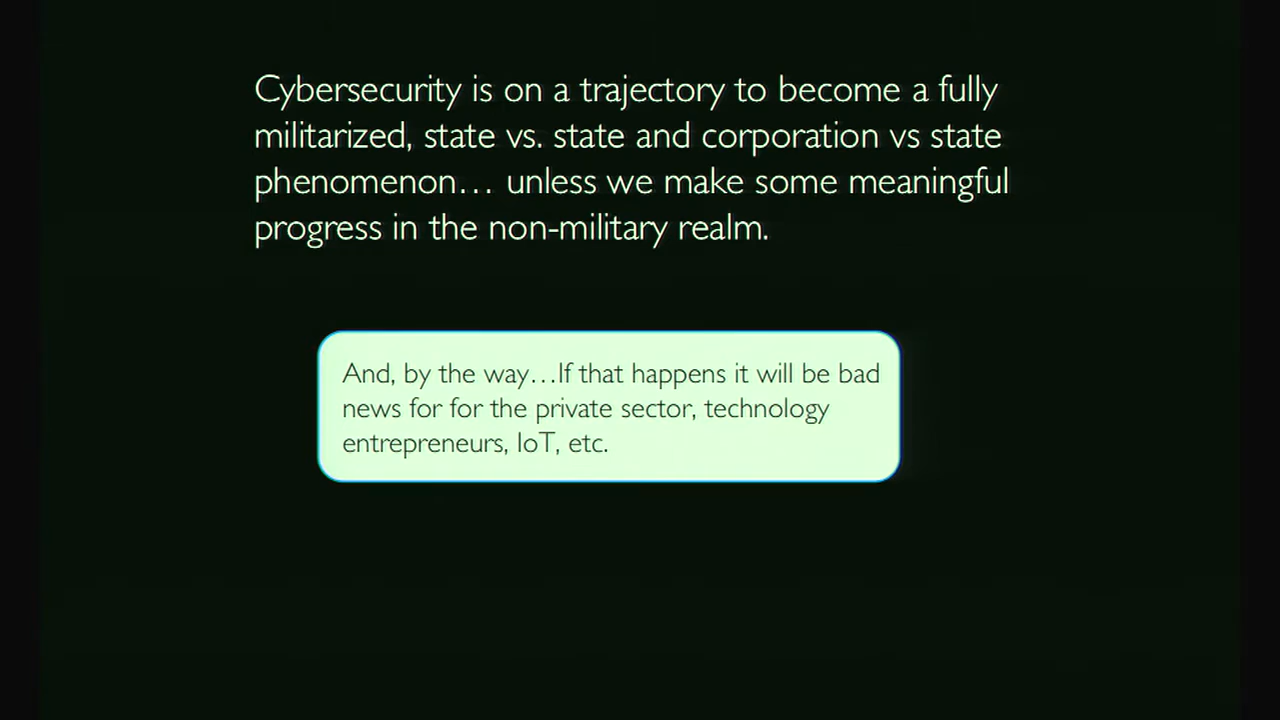 Cybersecurity is on a trajectory to become a fully
militarized, state vs. state and corporation vs state
phenomenon… unless we make some meaningful
progress in the non-military realm.
And, by the way…If that happens it will be bad
news for for the private sector, technology
entrepreneurs, IoT, etc.